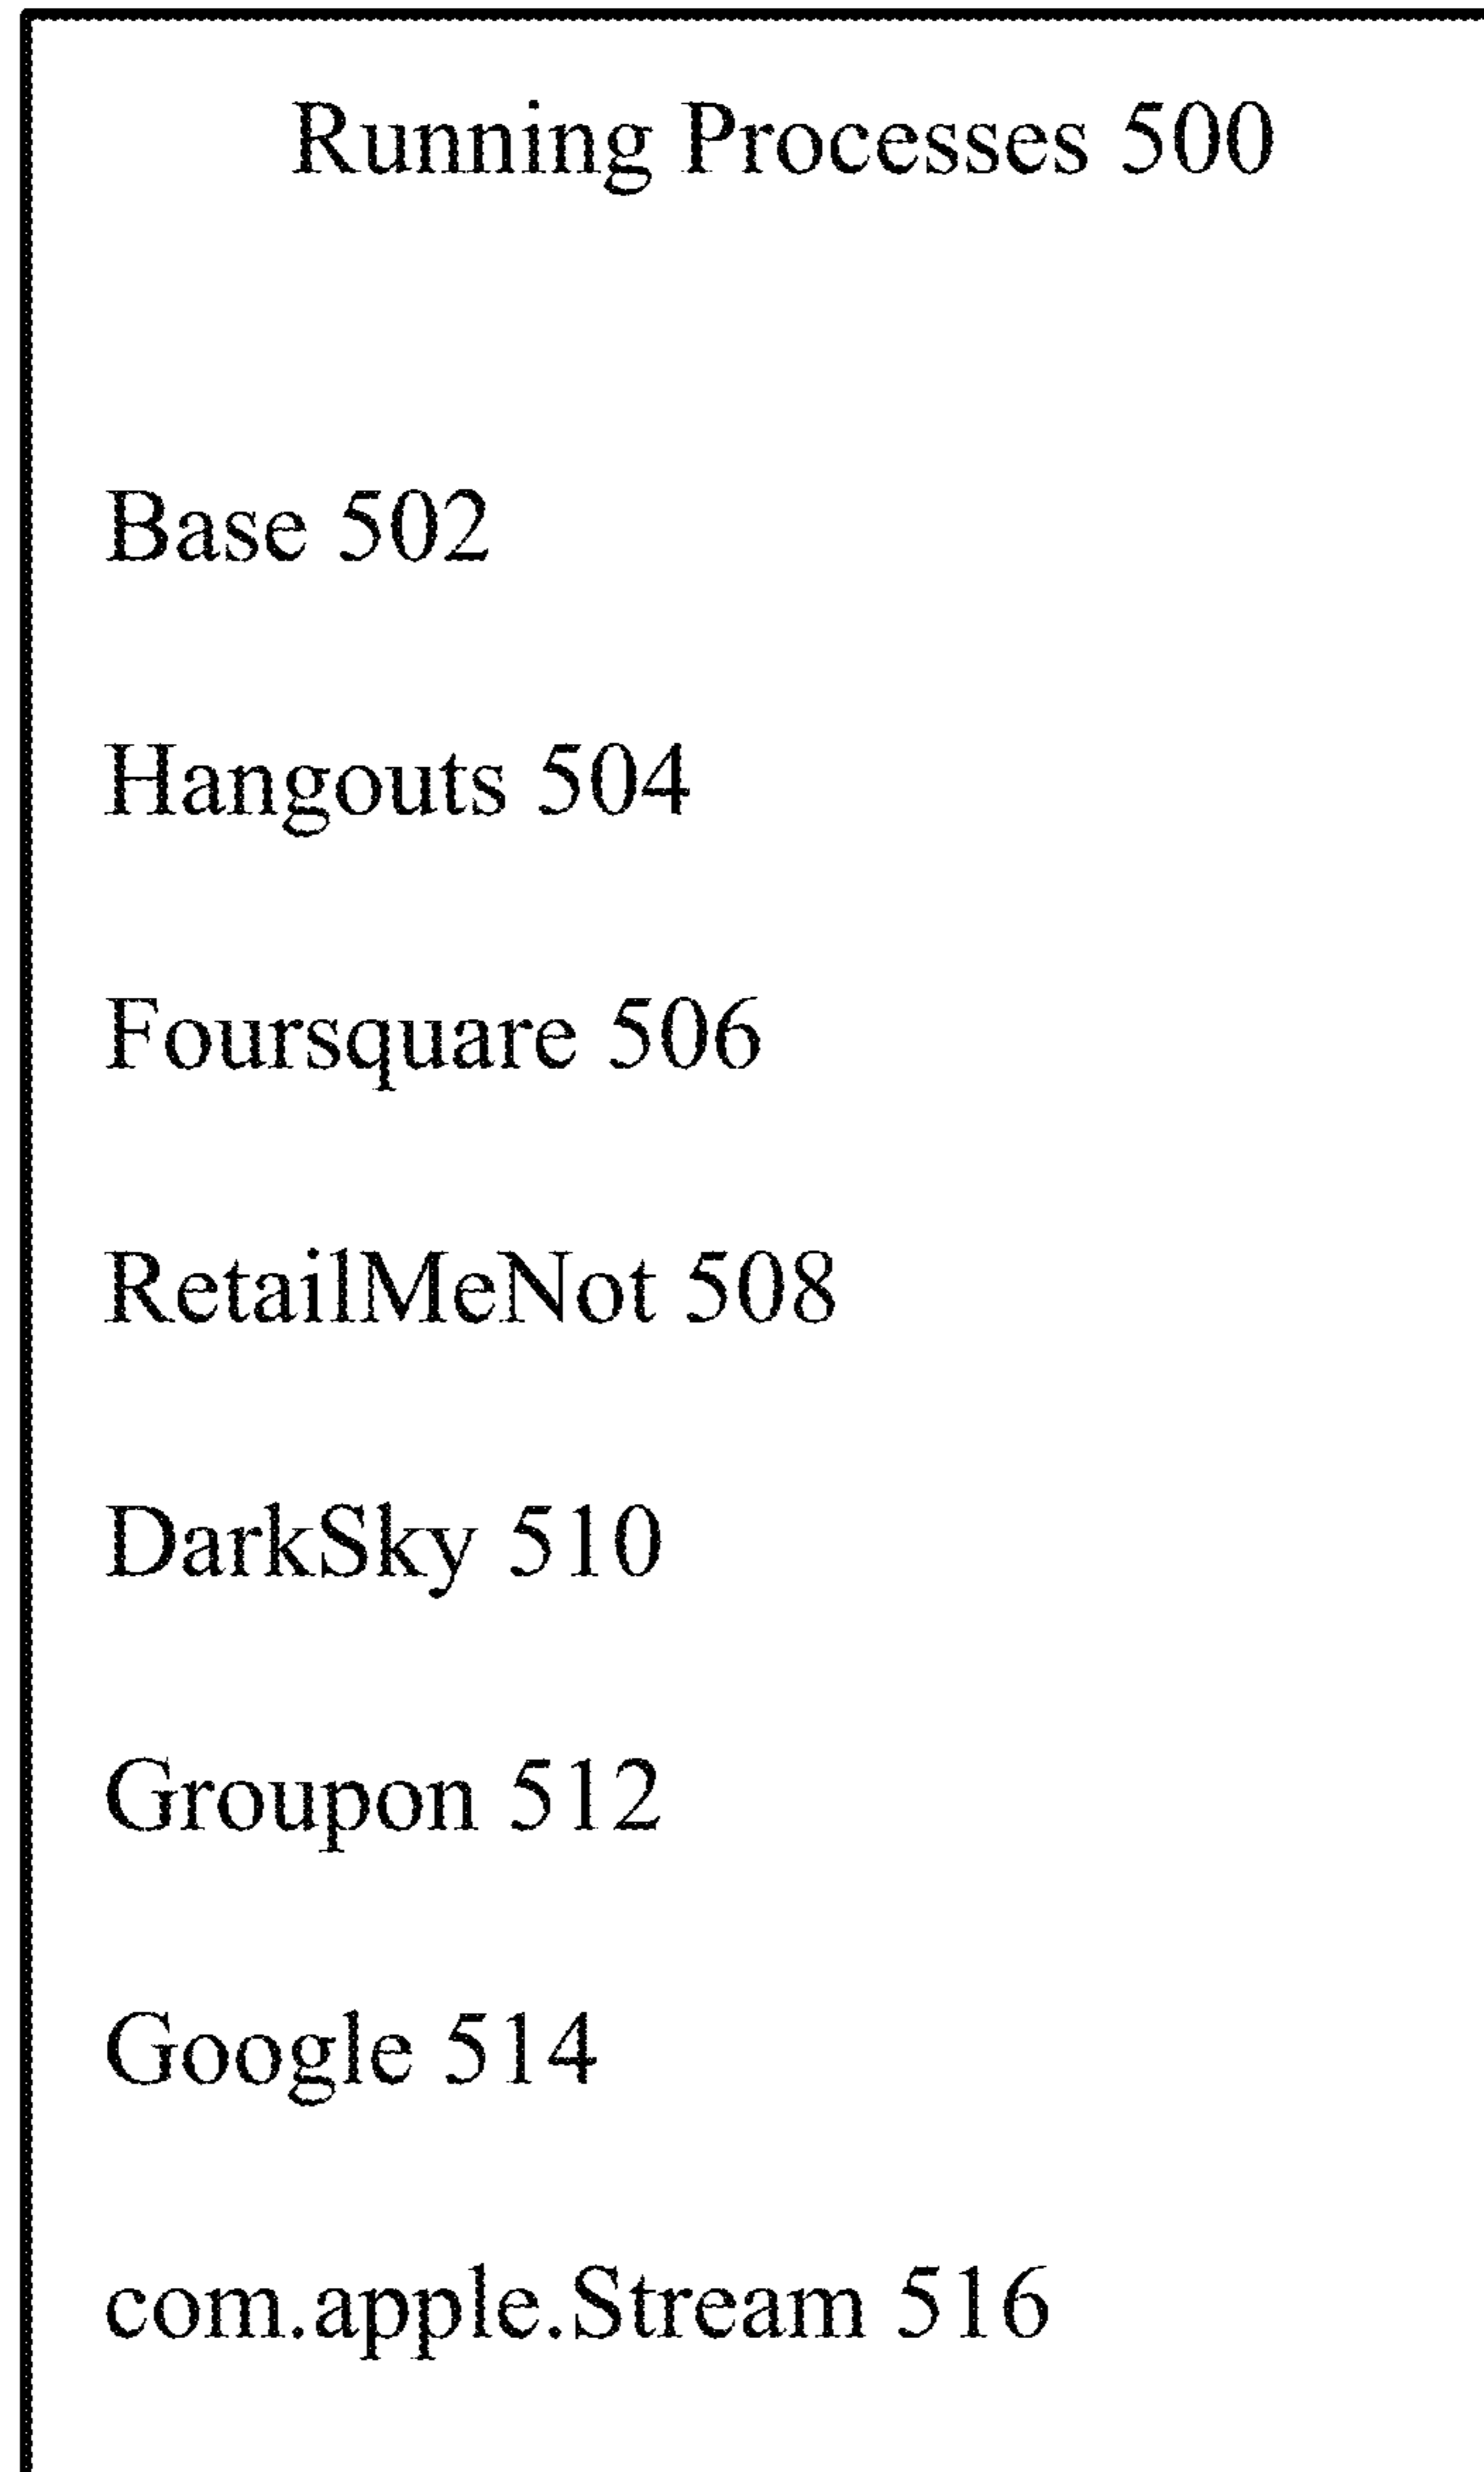 Running Processes 500
Base 502
Hangouts 504
Foursquare 506
RetailMeNot 508
DarkSky 510
Groupon 512
Google 514
com.apple.Stream 516